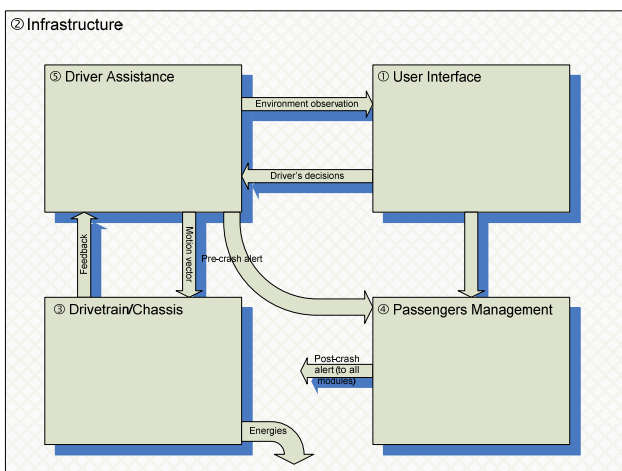 ② Infrastructure
⑤ Driver Assistance
① User Interface
Environment observation
Driver's decisions
Feedback
Motion vector
Pre-crash alert
③ Drivetrain/Chassis
④ Passengers Management
Post-crash
alert (to all
modules)
Energies